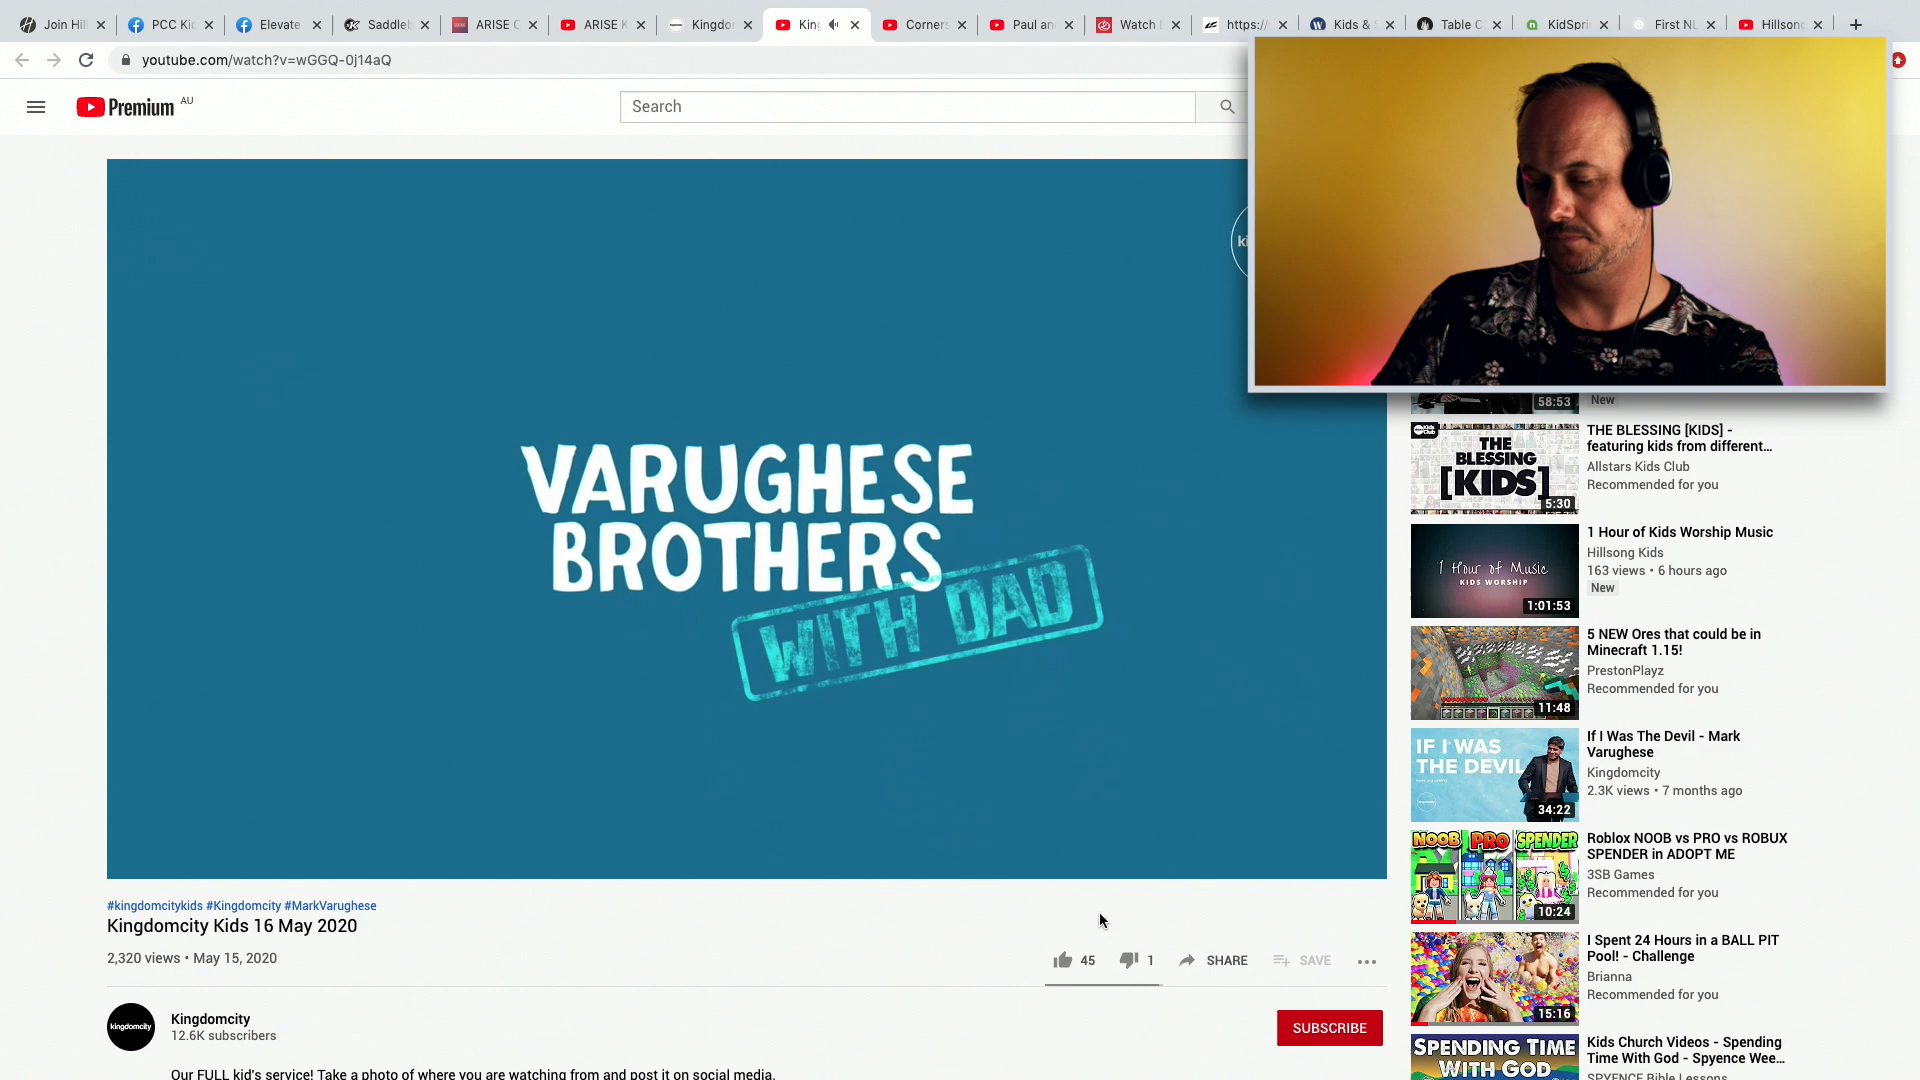 Join Hil
PCC Kid
Elevate
Saddleb
ARISE C
ARISE K
Kingdo
King
Corners
Paul an
Watch L
https://
Kids &
Table C
KidSpri
First NL
Hillsong
youtube.com/watch?v=wGGQ-0j14aQ
Premium AU
Search
VARUGHESE
BROTHERS
WITH DAD
#kingdomcitykids #Kingdomcity #MarkVarughese
Kingdomcity Kids 16 May 2020
2,320 views • May 15, 2020
45
1
SHARE
SAVE
kingdomcity
Kingdomcity
12.6K subscribers
SUBSCRIBE
Our FULL kid's service! Take a photo of where you are watching from and post it on social media.
58:53
New
THE
BLESSING
[KIDS]
5:30
THE BLESSING [KIDS] -
featuring kids from different...
Allstars Kids Club
Recommended for you
1 Hour of Music
KIDS WORSHIP
1:01:53
1 Hour of Kids Worship Music
Hillsong Kids
163 views • 6 hours ago
New
11:48
5 NEW Ores that could be in
Minecraft 1.15!
PrestonPlayz
Recommended for you
IF I WAS
THE DEVIL
34:22
If I Was The Devil - Mark
Varughese
Kingdomcity
2.3K views • 7 months ago
NOOB PRO SPENDER
10:24
Roblox NOOB vs PRO vs ROBUX
SPENDER in ADOPT ME
3SB Games
Recommended for you
15:16
I Spent 24 Hours in a BALL PIT
Pool! - Challenge
Brianna
Recommended for you
SPENDING TIME
WITH GOD
Kids Church Videos - Spending
Time With God - Spyence Wee...
SPYENCE Bible Lessons